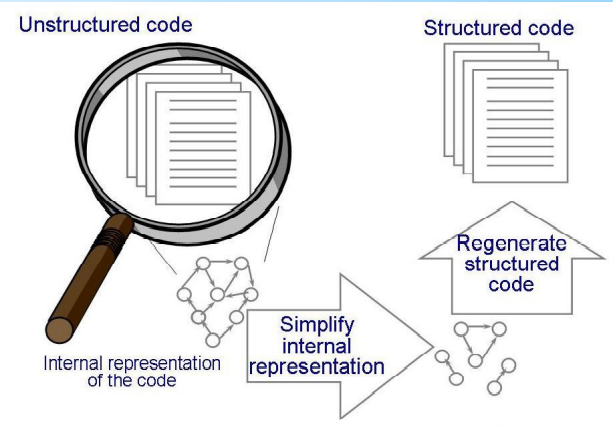 Unstructured code
Structured code
Internal representation
of the code
Simplify
internal
representation
Regenerate
structured
code